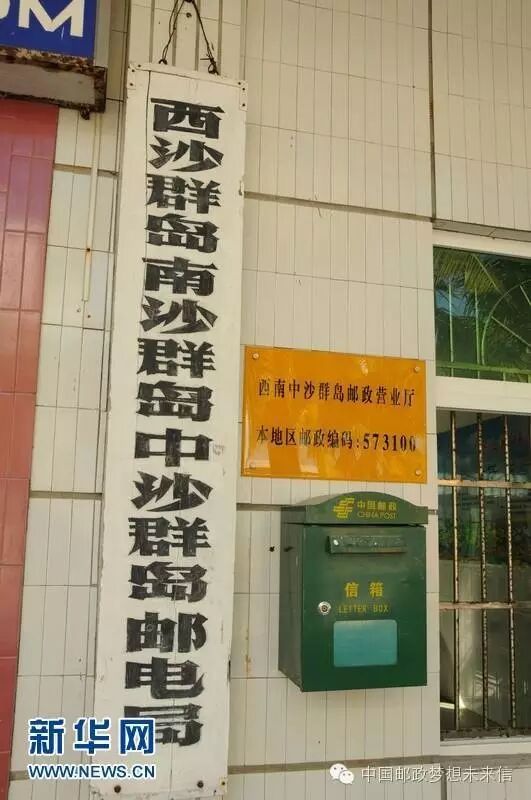 UM
西沙群岛南沙群岛中沙群岛邮电局
西南中沙群岛邮政营业厅
本地区邮政编码:573100
中国邮政
CHINA POST
信箱
LETTER BOX
新华网
WWW.NEWS.CN
中国邮政梦想未来信